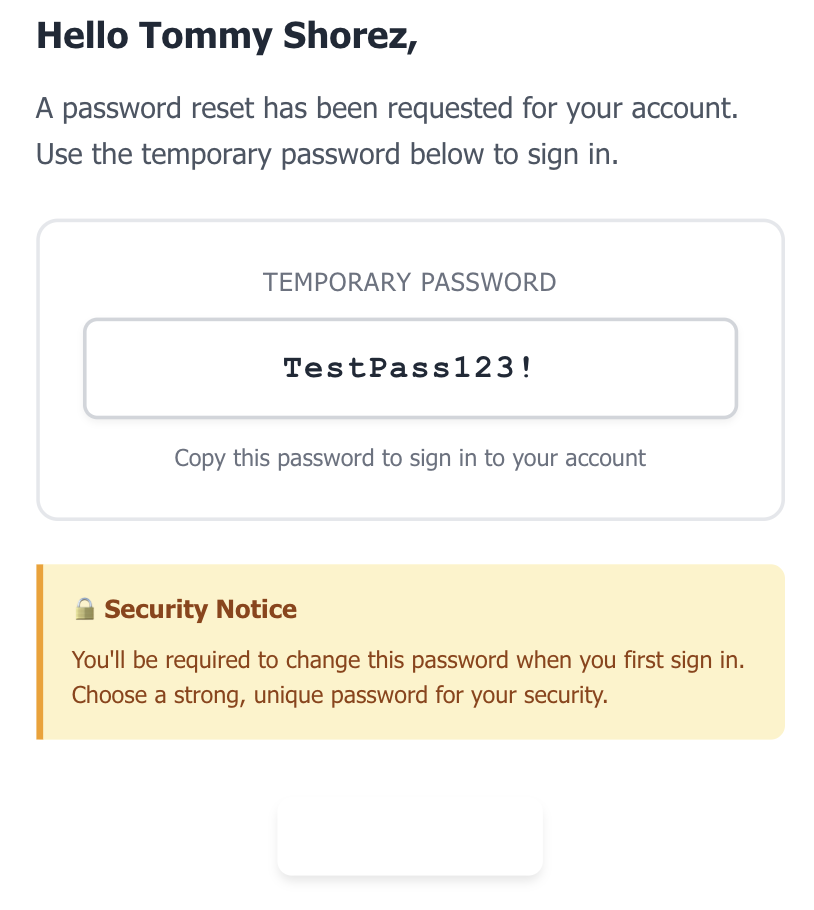 Hello Tommy Shorez,
A password reset has been requested for your account.
Use the temporary password below to sign in.
TEMPORARY PASSWORD
TestPass123!
Copy this password to sign in to your account
🔒 Security Notice
You'll be required to change this password when you first sign in.
Choose a strong, unique password for your security.